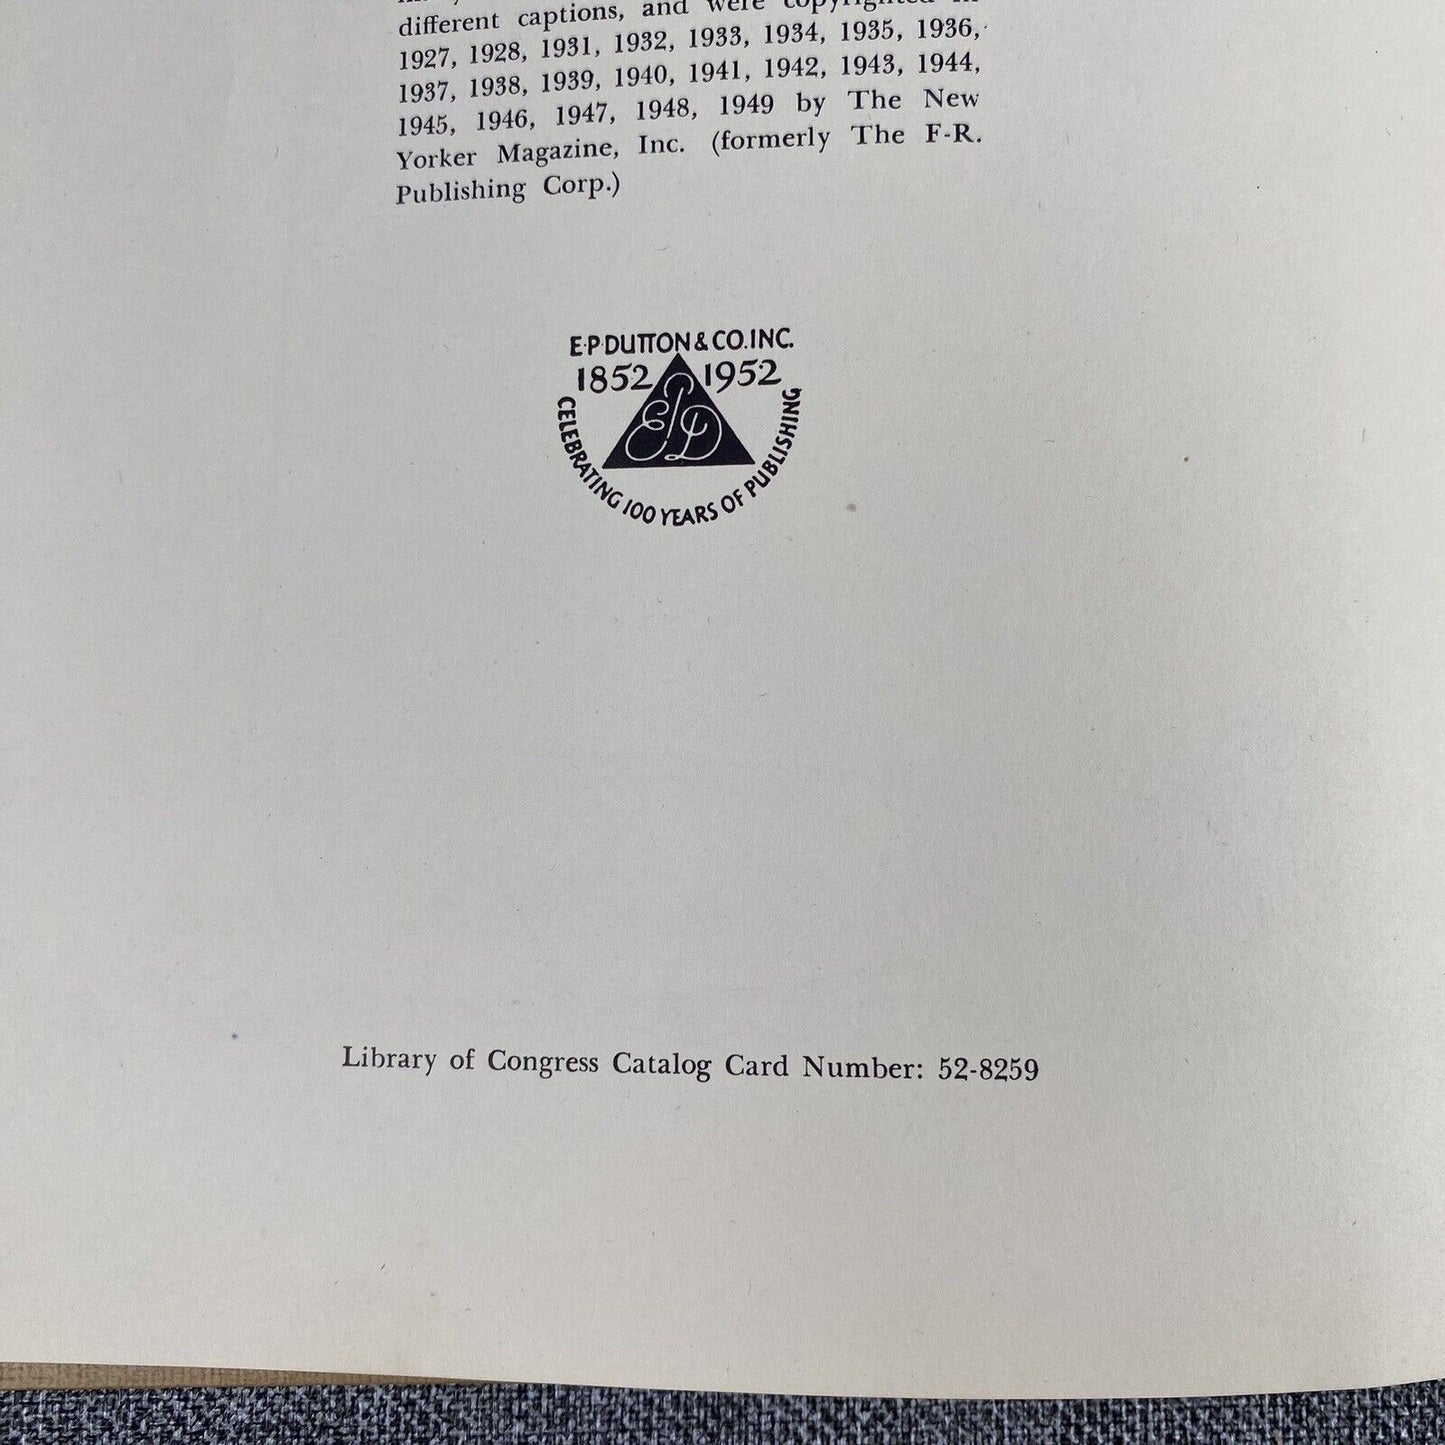 different captions, and were copyrighted in
1927, 1928, 1931, 1932, 1933, 1934, 1935, 1936,
1937, 1938, 1939, 1940, 1941, 1942, 1943, 1944,
1945, 1946, 1947, 1948, 1949 by The New
Yorker Magazine, Inc. (formerly The F-R.
Publishing Corp.)
E·P·DUTTON & CO. INC.
1852 1952
EPD
CELEBRATING 100 YEARS OF PUBLISHING
Library of Congress Catalog Card Number: 52-8259